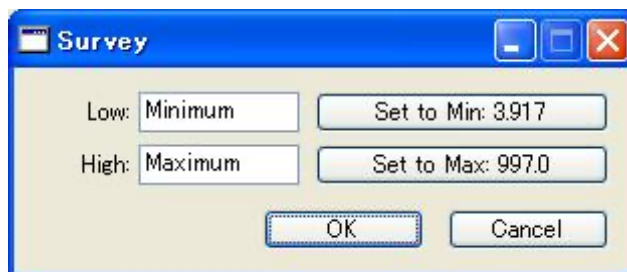 Survey
Low: Minimum Set to Min: 3.917
High: Maximum Set to Max: 997.0
OK Cancel